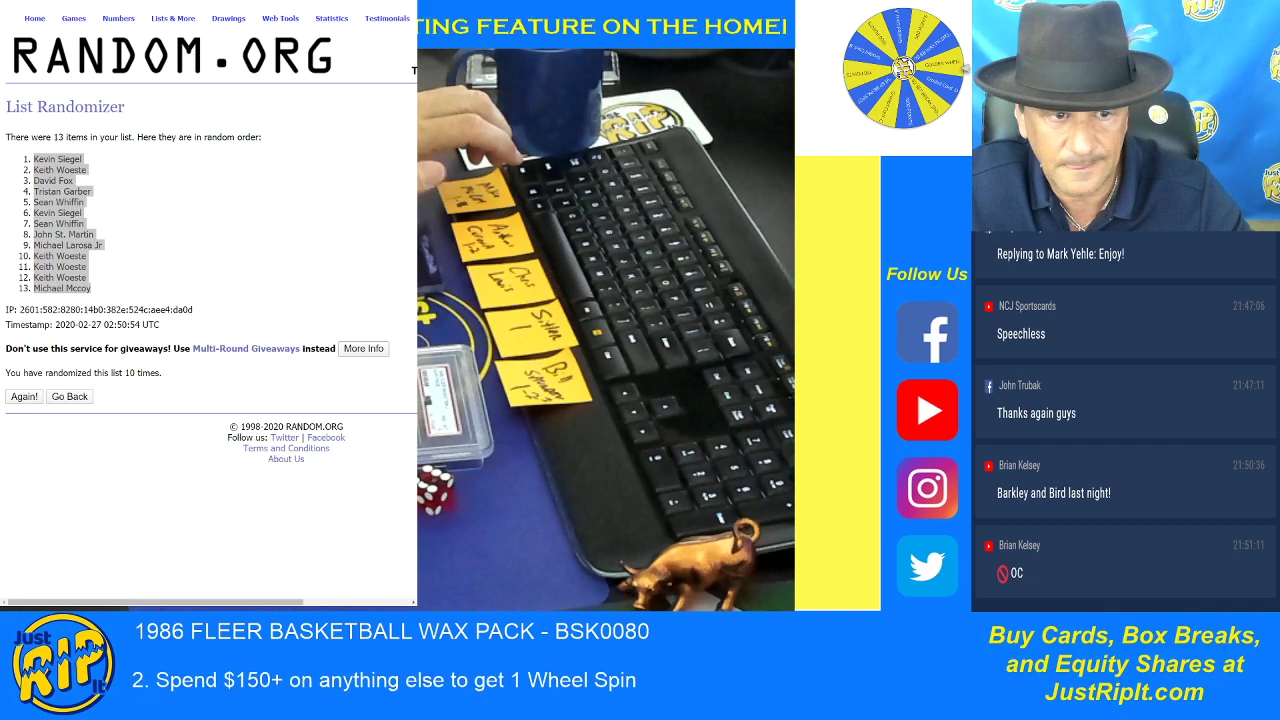 Home Games Numbers Lists & More Drawings Web Tools Statistics Testimonials
RANDOM.ORG
T
List Randomizer
There were 13 items in your list. Here they are in random order:
1. Kevin Siegel
2. Keith Woeste
3. David Fox
4. Tristan Garber
5. Sean Whiffin
6. Kevin Siegel
7. Sean Whiffin
8. John St. Martin
9. Michael Larosa Jr
10. Keith Woeste
11. Keith Woeste
12. Keith Woeste
13. Michael Mccoy
IP: 2601:582:8280:14b0:382e:524c:aee4:da0d
Timestamp: 2020-02-27 02:50:54 UTC
Don't use this service for giveaways! Use Multi-Round Giveaways instead More Info
You have randomized this list 10 times.
Again! Go Back
© 1998-2020 RANDOM.ORG
Follow us: Twitter | Facebook
Terms and Conditions
About Us
TING FEATURE ON THE HOME
Chris
Lewis
1
Bill
1-2
GOLDEN WHEEL
Follow Us
Replying to Mark Yehle: Enjoy!
NCJ Sportscards 21:47:06
Speechless
John Trubak 21:47:11
Thanks again guys
Brian Kelsey 21:50:36
Barkley and Bird last night!
Brian Kelsey 21:51:11
🚫 OC
Just
RIP
It
1986 FLEER BASKETBALL WAX PACK - BSK0080
2. Spend $150+ on anything else to get 1 Wheel Spin
Buy Cards, Box Breaks,
and Equity Shares at
JustRipIt.com